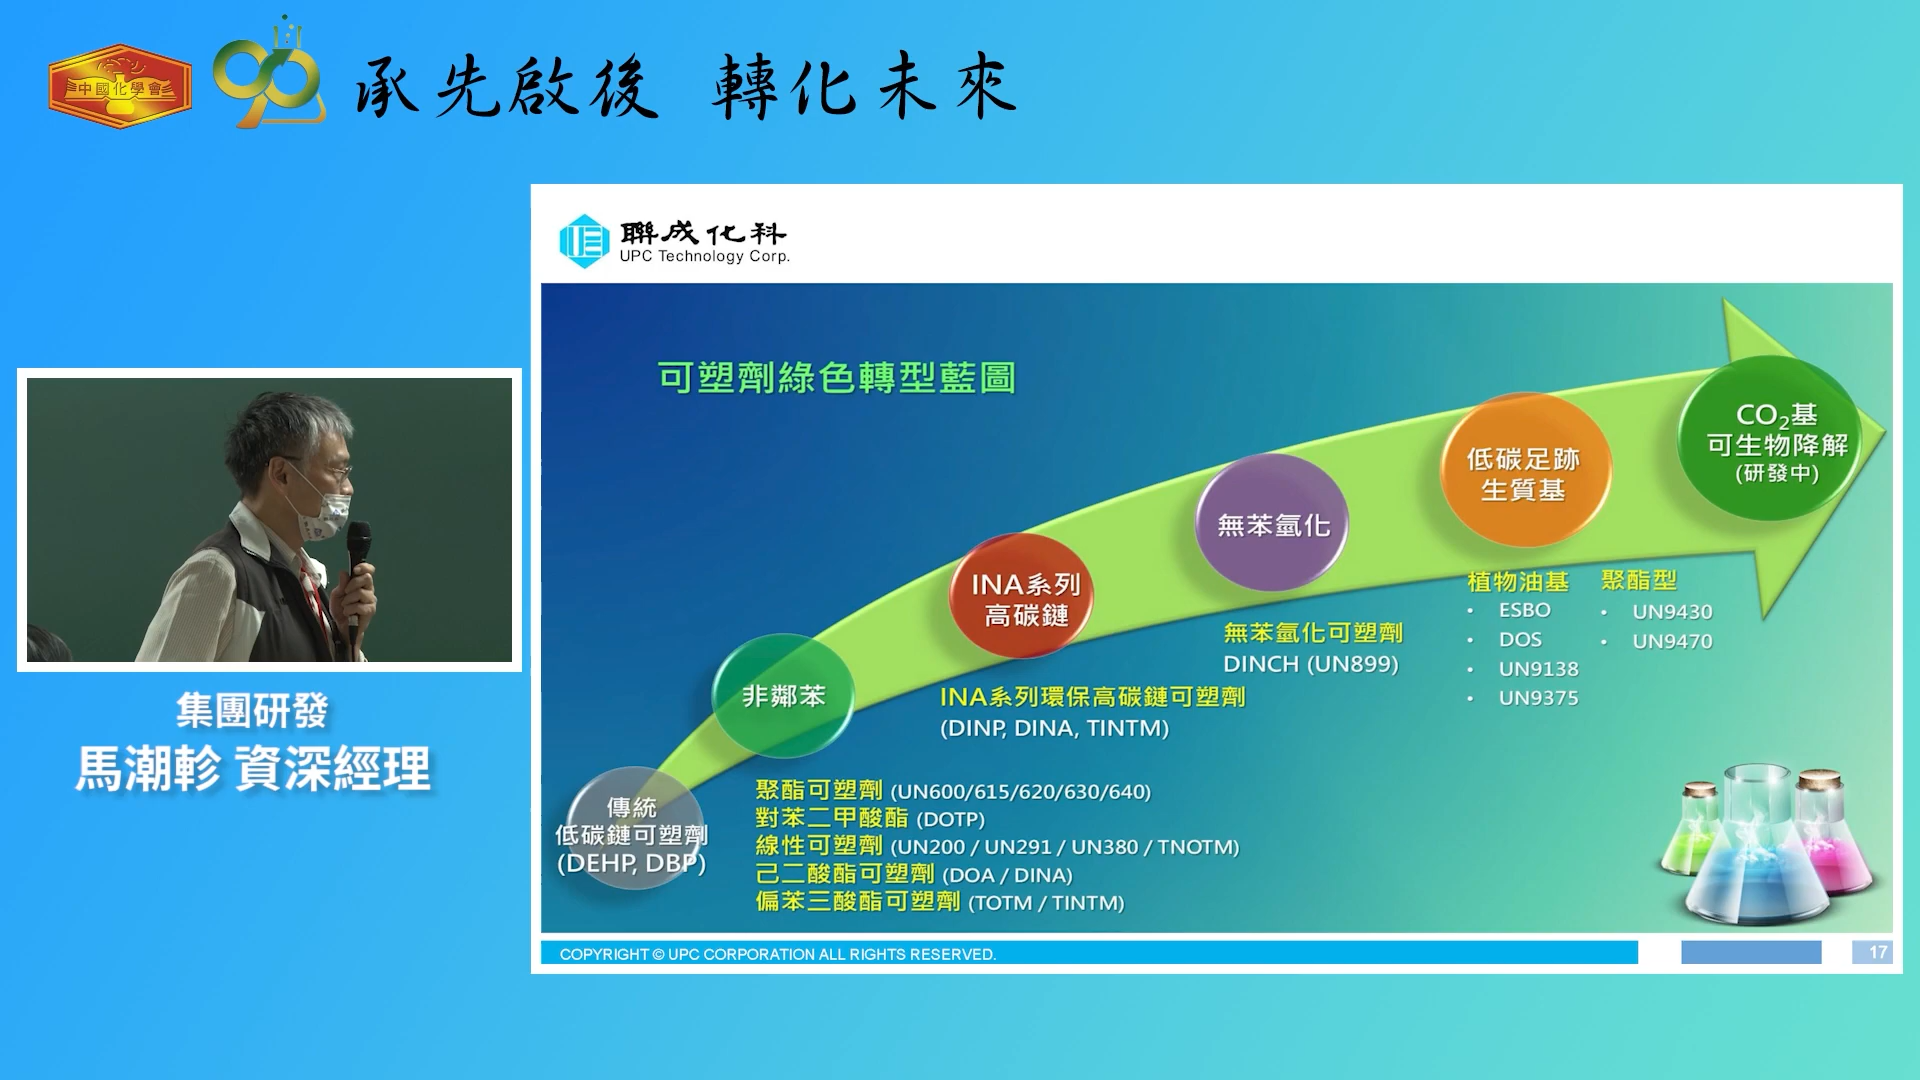 中國化學會
90
承先啟後 轉化未來
聯成化科
UPC Technology Corp.
可塑劑綠色轉型藍圖
CO₂基
可生物降解
(研發中)
低碳足跡
生質基
無苯氫化
INA系列
高碳鏈
非鄰苯
傳統
低碳鏈可塑劑
(DEHP, DBP)
植物油基
• ESBO
• DOS
• UN9138
• UN9375
聚酯型
• UN9430
• UN9470
無苯氫化可塑劑
DINCH (UN899)
INA系列環保高碳鏈可塑劑
(DINP, DINA, TINTM)
聚酯可塑劑 (UN600/615/620/630/640)
對苯二甲酸酯 (DOTP)
線性可塑劑 (UN200 / UN291 / UN380 / TNOTM)
己二酸酯可塑劑 (DOA / DINA)
偏苯三酸酯可塑劑 (TOTM / TINTM)
COPYRIGHT © UPC CORPORATION ALL RIGHTS RESERVED.
17
集團研發
馬潮軫 資深經理